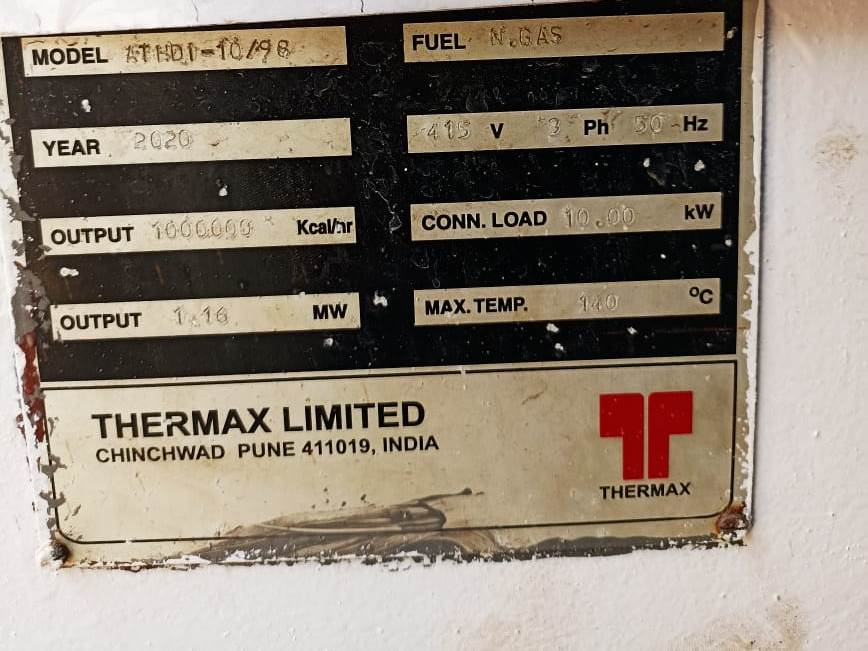 MODEL ATHDI-10/98
FUEL N.GAS
YEAR 2020
415 V 3 Ph 50 Hz
OUTPUT 1000000 Kcal/hr
CONN. LOAD 10.00 kW
OUTPUT 1.16 MW
MAX. TEMP. 140 °C
THERMAX LIMITED
CHINCHWAD PUNE 411019, INDIA
THERMAX